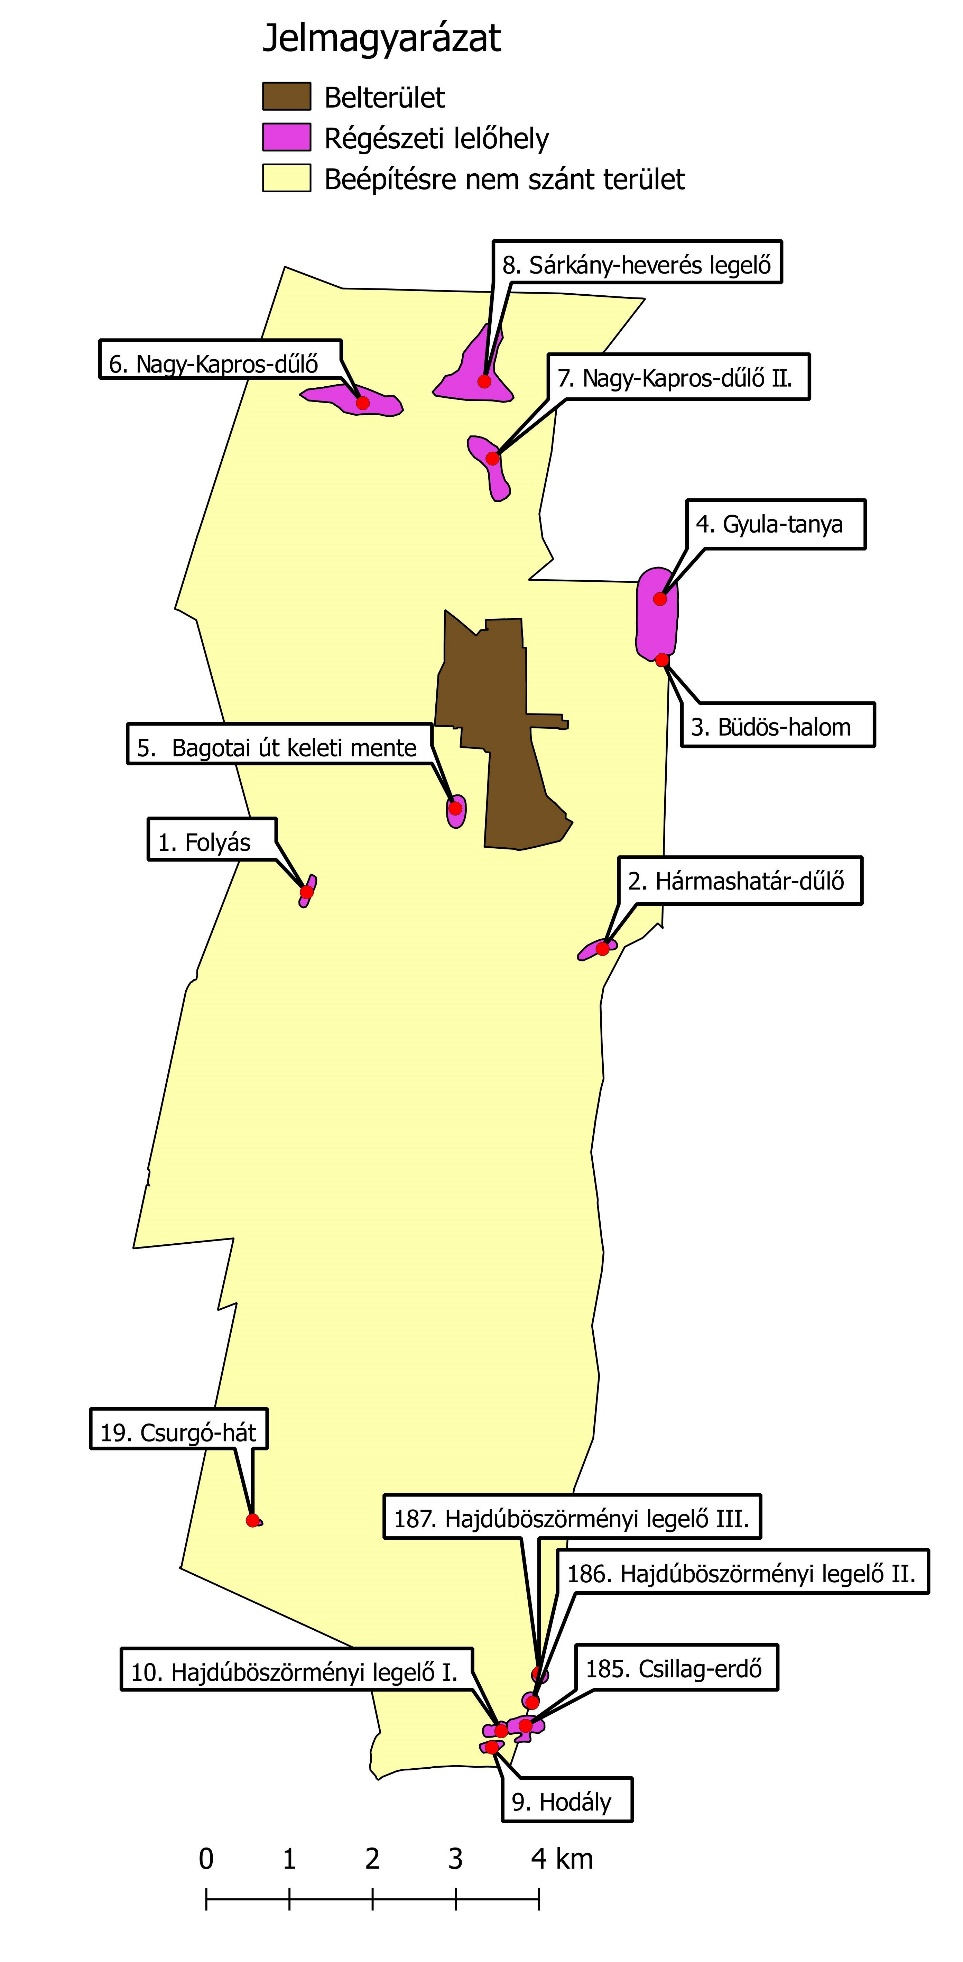 Jelmagyarázat
Belterület
Régészeti lelőhely
Beépítésre nem szánt terület
8. Sárkány-heverés legelő
6. Nagy-Kapros-dűlő
7. Nagy-Kapros-dűlő II.
4. Gyula-tanya
3. Büdös-halom
5. Bagotai út keleti mente
1. Folyás
2. Hármashatár-dűlő
19. Csurgó-hát
187. Hajdúböszörményi legelő III.
186. Hajdúböszörményi legelő II.
10. Hajdúböszörményi legelő I.
185. Csillag-erdő
9. Hodály
0 1 2 3 4 km